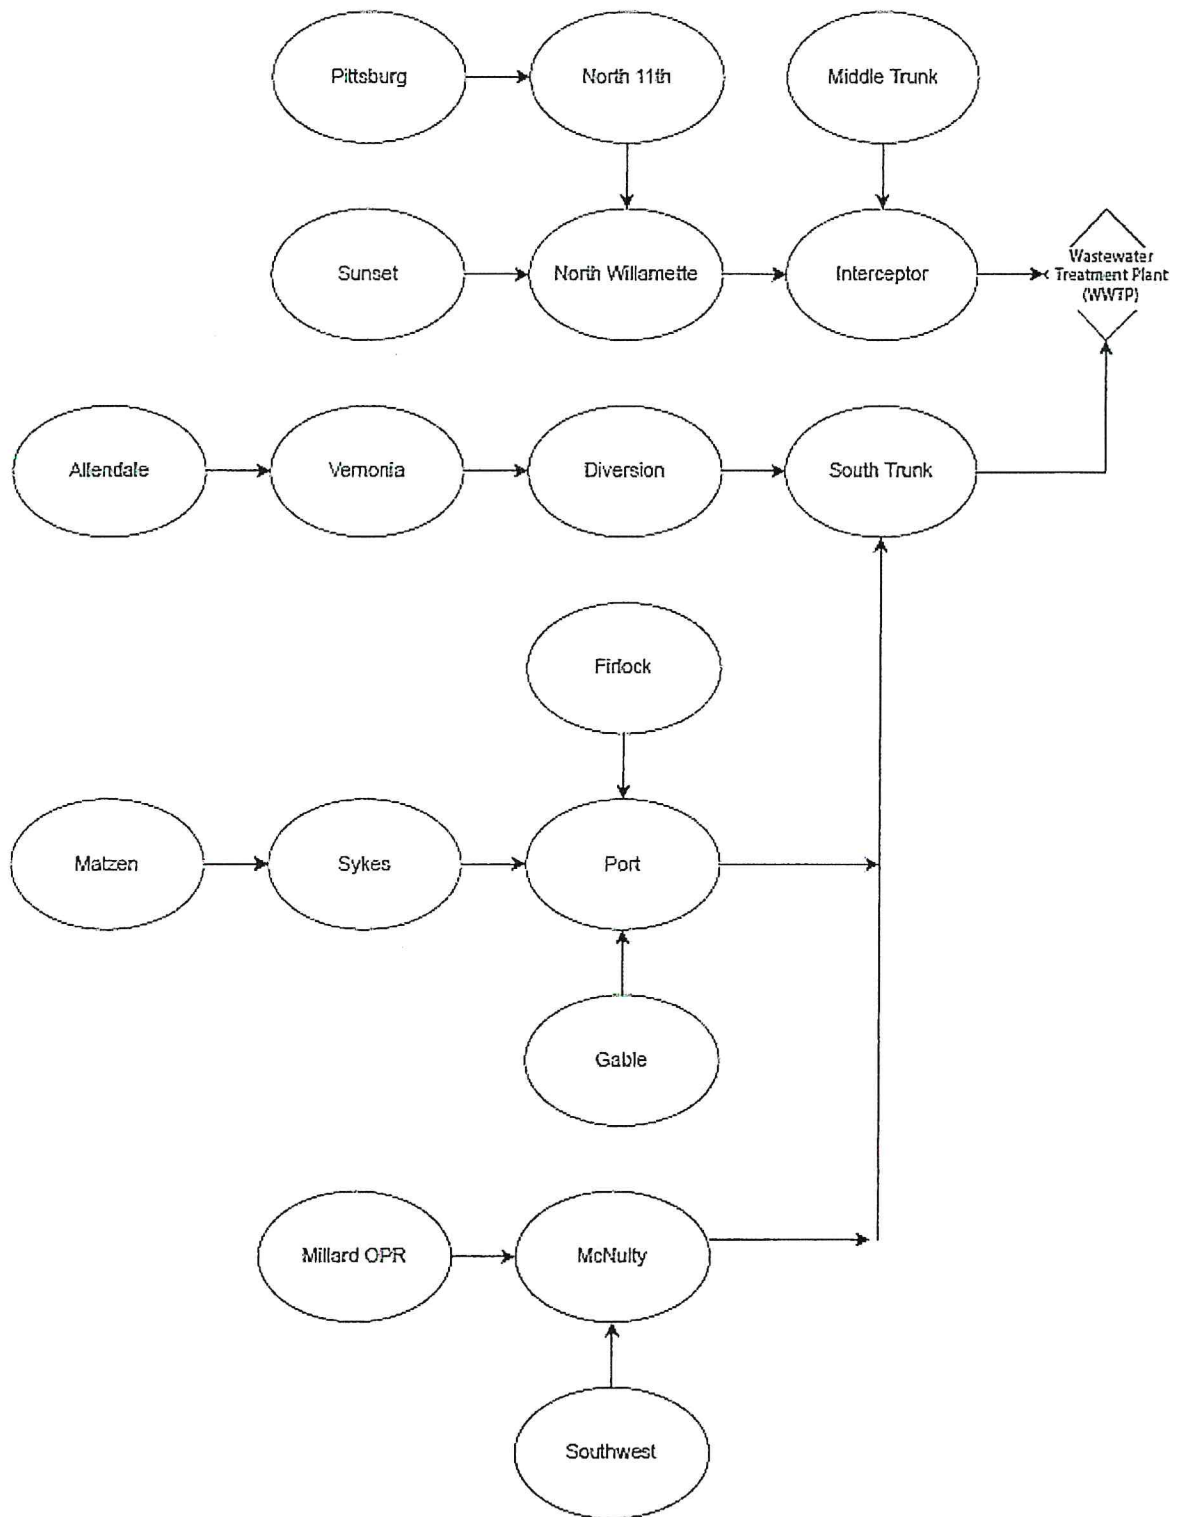 Pittsburg
North 11th
Middle Trunk
Sunset
North Willamette
Interceptor
Wastewater
Treatment Plant
(WWTP)
Allendale
Vernonia
Diversion
South Trunk
Firlock
Matzen
Sykes
Port
Gable
Millard OPR
McNulty
Southwest